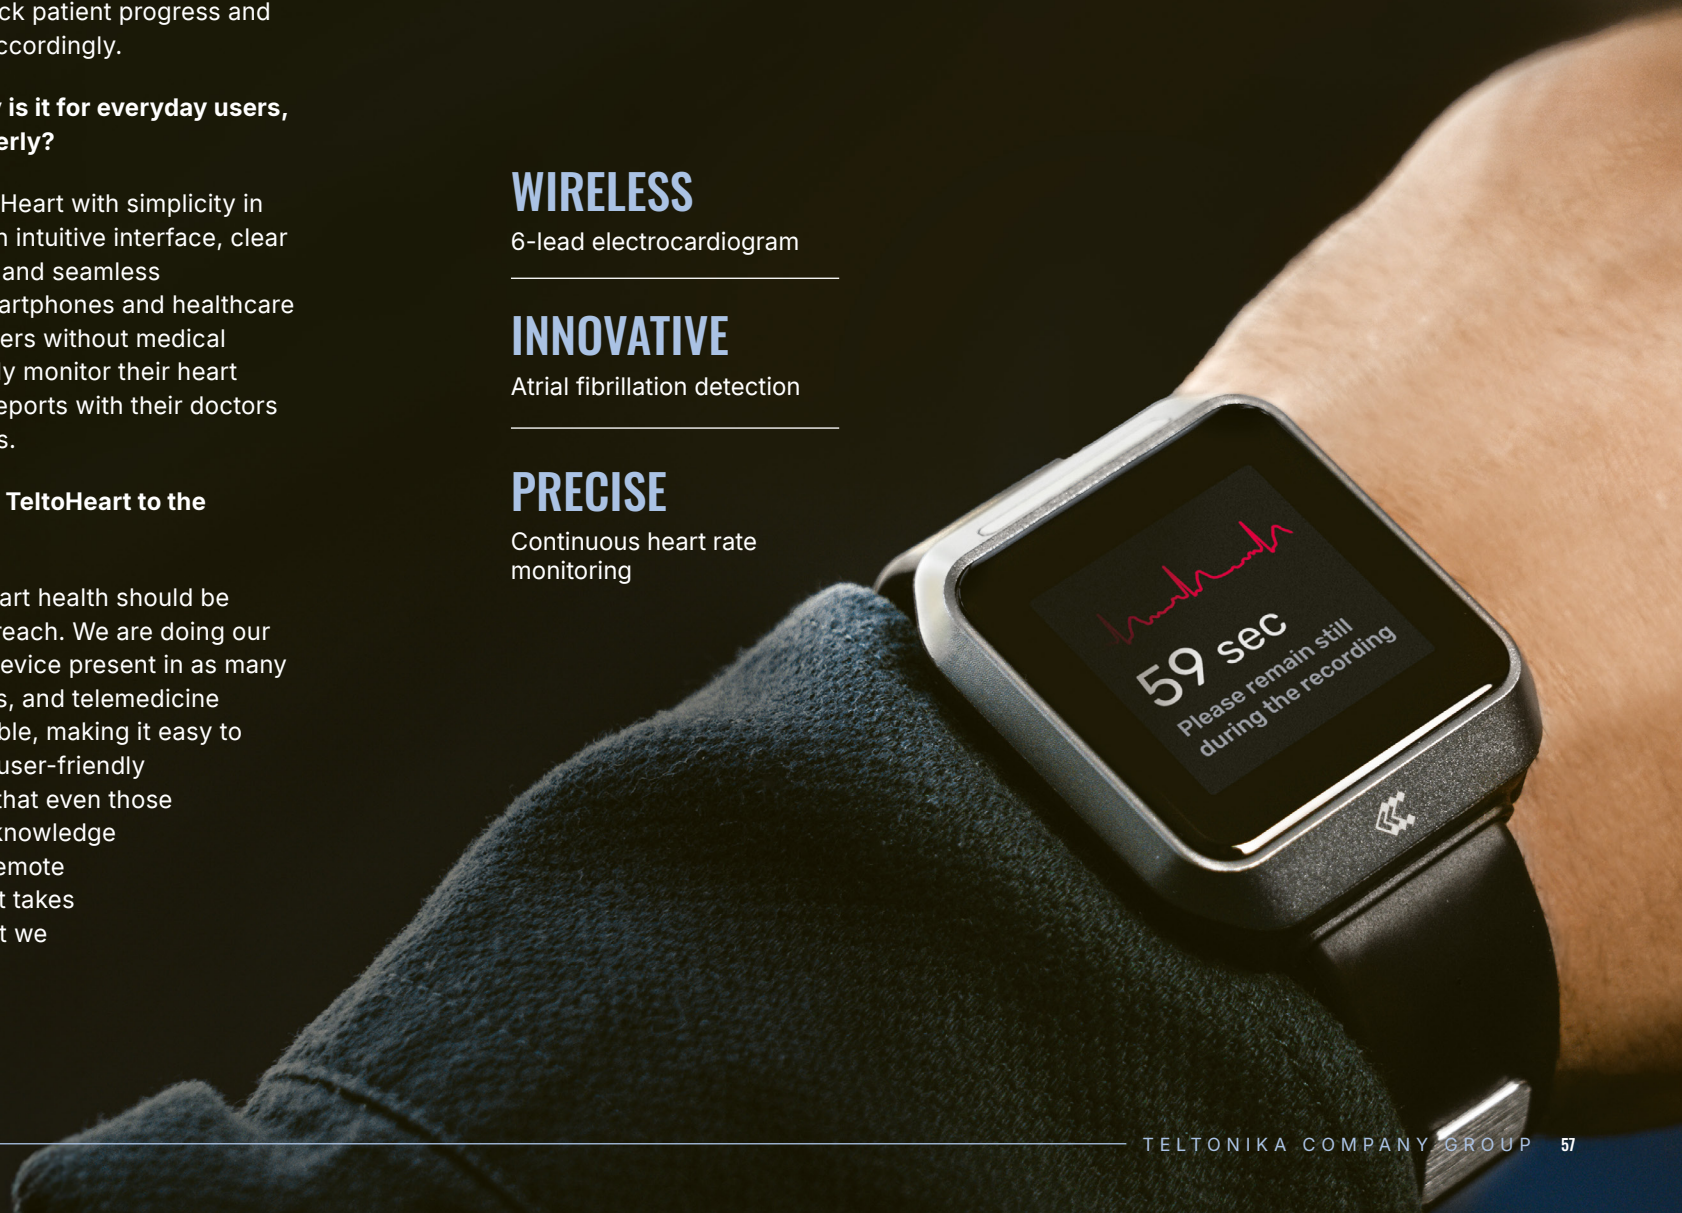 ck patient progress and
ccordingly.
is it for everyday users,
erly?
Heart with simplicity in
intuitive interface, clear
and seamless
artphones and healthcare
ers without medical
ly monitor their heart
eports with their doctors
s.
TeltoHeart to the
art health should be
reach. We are doing our
evice present in as many
s, and telemedicine
ble, making it easy to
user-friendly
that even those
knowledge
emote
t takes
t we
WIRELESS
6-lead electrocardiogram
INNOVATIVE
Atrial fibrillation detection
PRECISE
Continuous heart rate
monitoring
59 sec
Please remain still
during the recording
TELTONIKA COMPANY GROUP 57